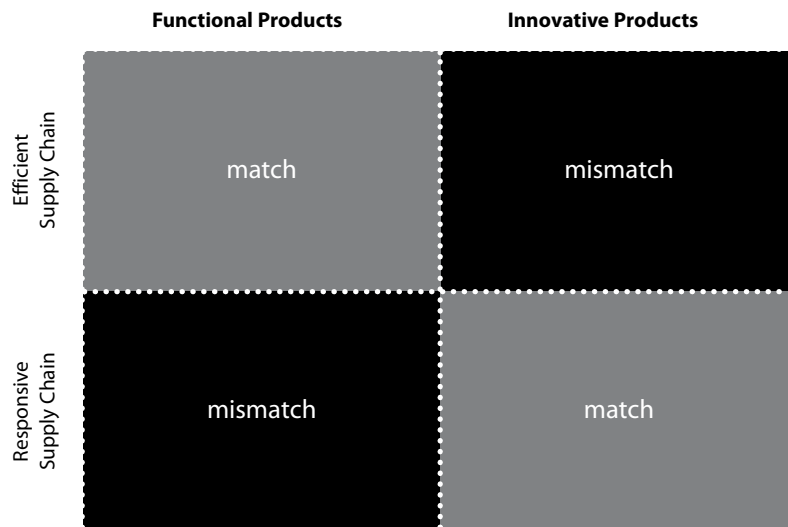 Functional Products
Innovative Products
Efficient
Supply Chain
match
mismatch
Responsive
Supply Chain
mismatch
match